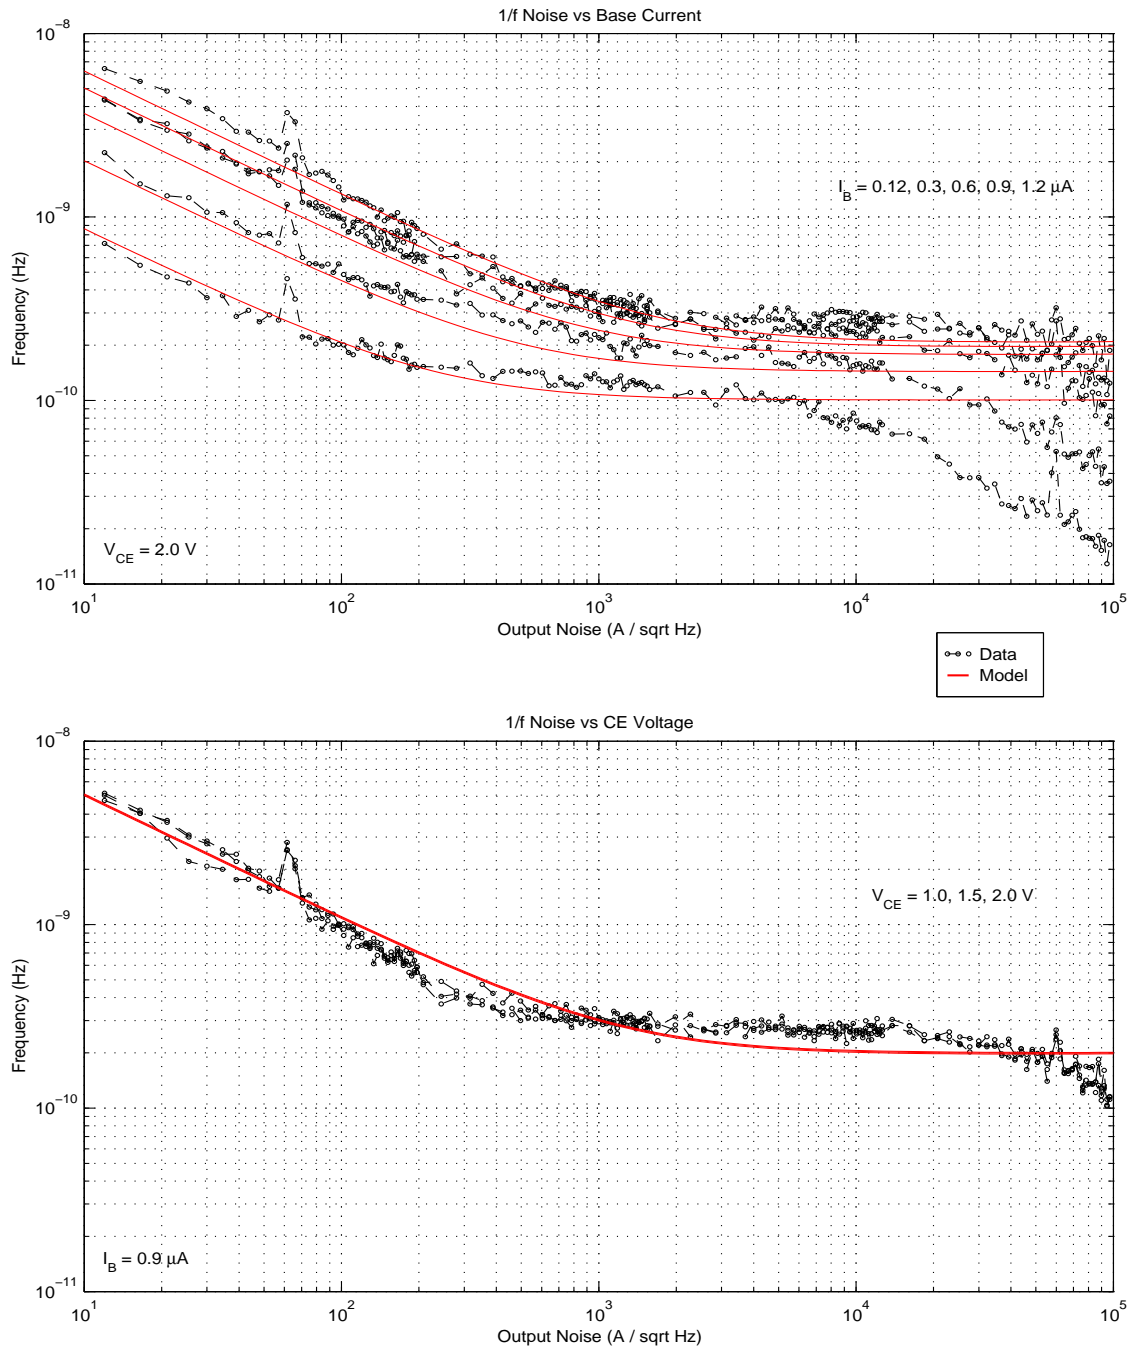 1/f Noise vs Base Current
10^−8
10^−9
10^−10
10^−11
Frequency (Hz)
I_B = 0.12, 0.3, 0.6, 0.9, 1.2 μA
V_CE = 2.0 V
10^1 10^2 10^3 10^4 10^5
Output Noise (A / sqrt Hz)
Data
Model
1/f Noise vs CE Voltage
10^−8
10^−9
10^−10
10^−11
Frequency (Hz)
V_CE = 1.0, 1.5, 2.0 V
I_B = 0.9 μA
10^1 10^2 10^3 10^4 10^5
Output Noise (A / sqrt Hz)